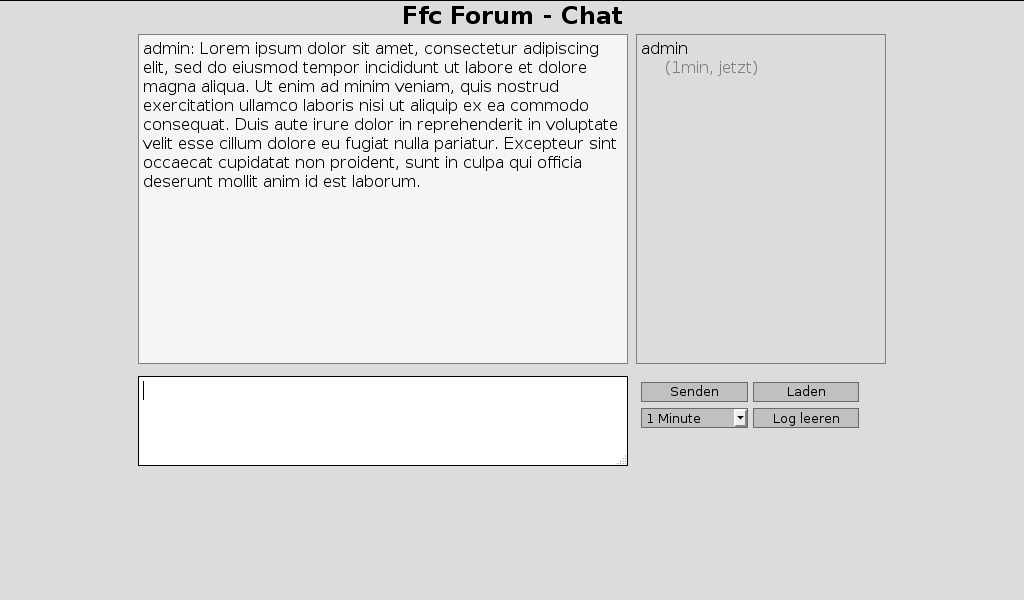 Ffc Forum - Chat
admin: Lorem ipsum dolor sit amet, consectetur adipiscing
elit, sed do eiusmod tempor incididunt ut labore et dolore
magna aliqua. Ut enim ad minim veniam, quis nostrud
exercitation ullamco laboris nisi ut aliquip ex ea commodo
consequat. Duis aute irure dolor in reprehenderit in voluptate
velit esse cillum dolore eu fugiat nulla pariatur. Excepteur sint
occaecat cupidatat non proident, sunt in culpa qui officia
deserunt mollit anim id est laborum.
admin
(1min, jetzt)
Senden
Laden
1 Minute
Log leeren